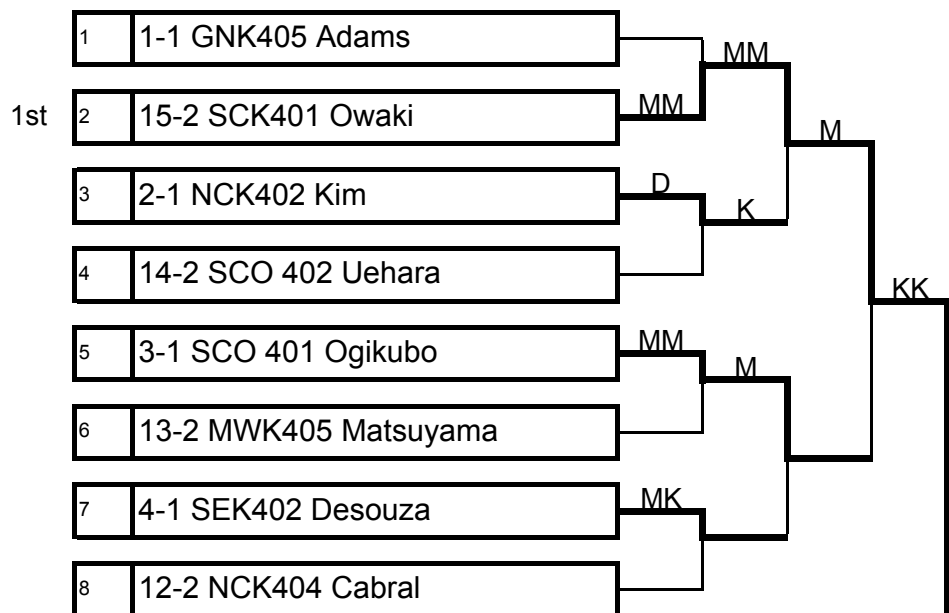 1 1-1 GNK405 Adams
MM
1st 2 15-2 SCK401 Owaki MM
M
3 2-1 NCK402 Kim D
K
4 14-2 SCO 402 Uehara
KK
5 3-1 SCO 401 Ogikubo MM
M
6 13-2 MWK405 Matsuyama
7 4-1 SEK402 Desouza MK
8 12-2 NCK404 Cabral